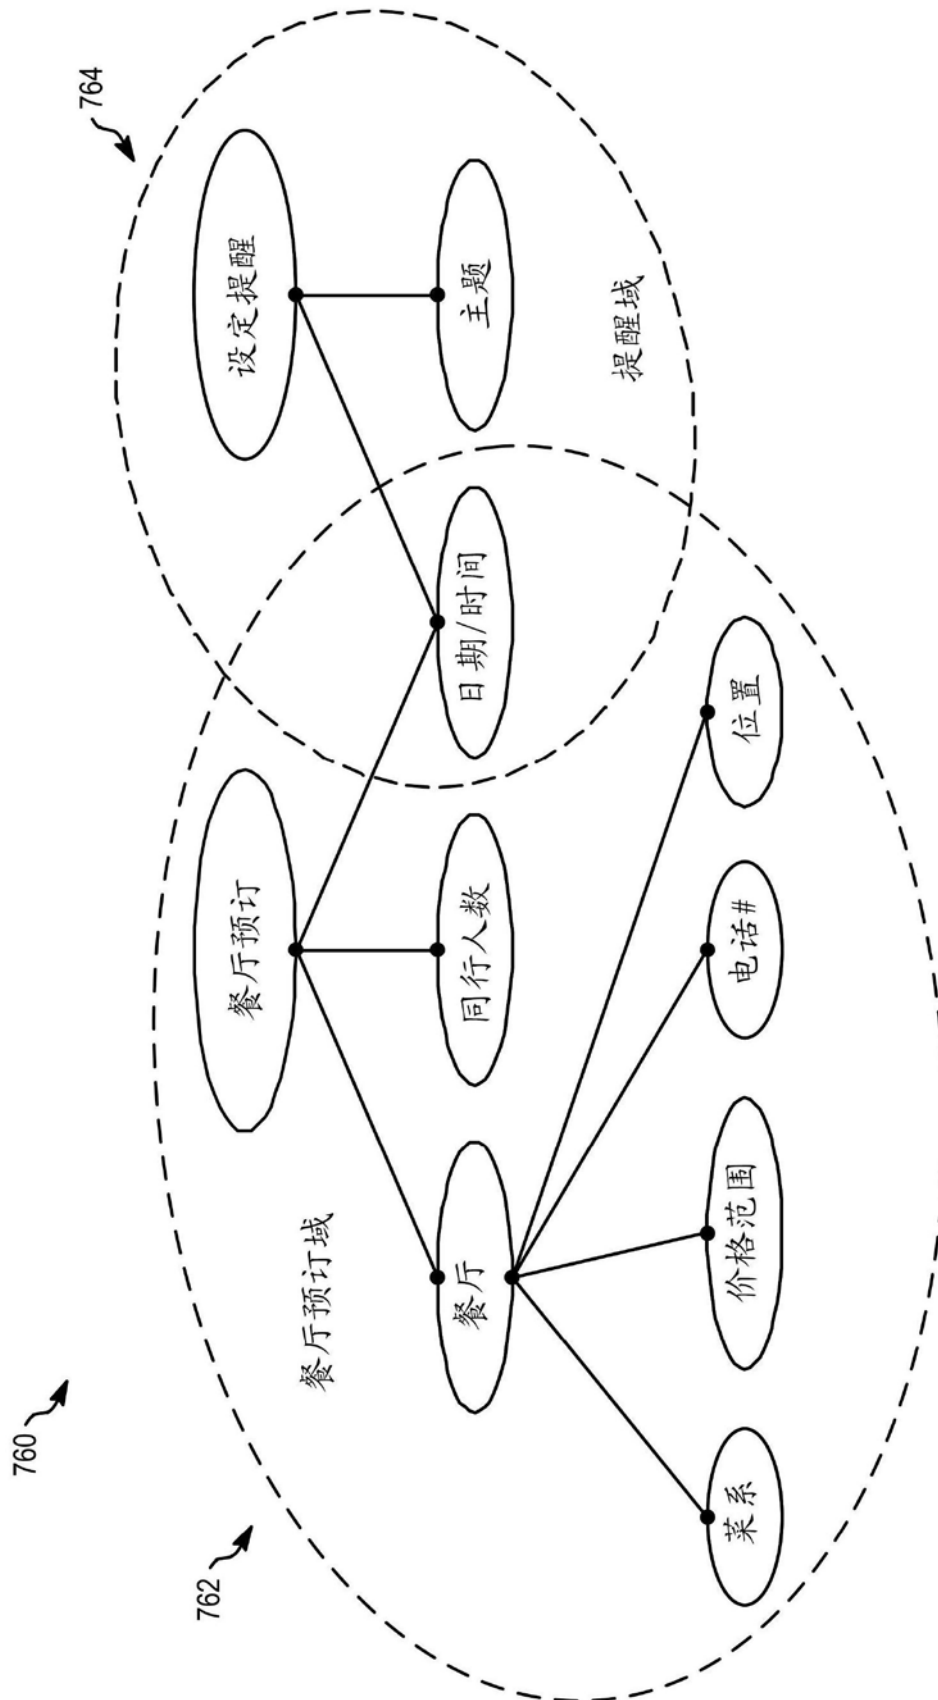 760
762
764
餐厅预订域
餐厅预订
设定提醒
餐厅
同行人数
日期/时间
主题
提醒域
菜系
价格范围
电话#
位置